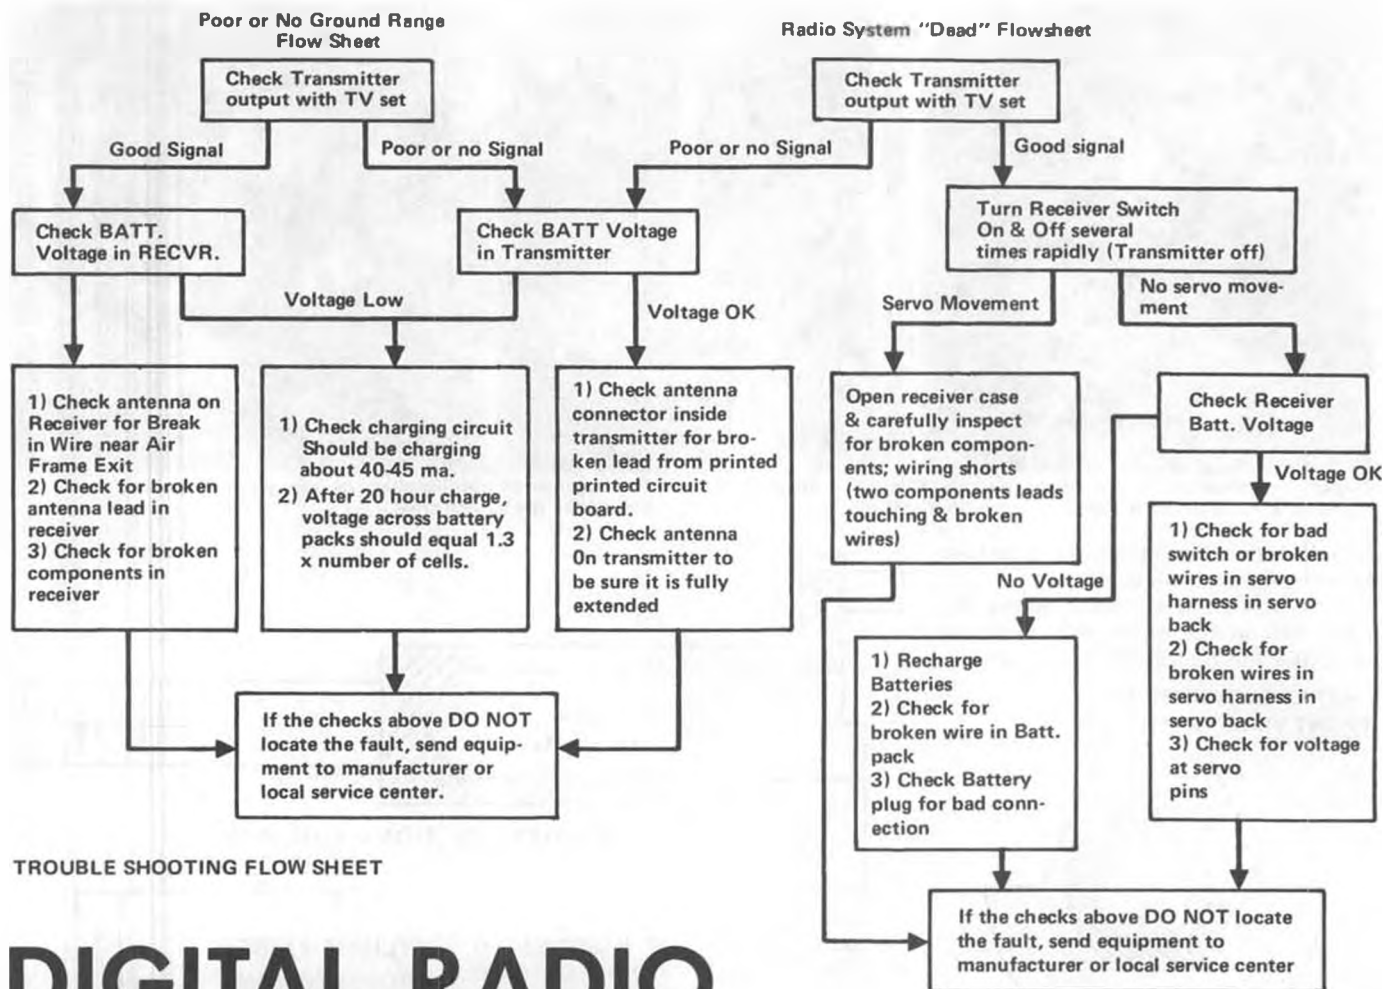 Poor or No Ground Range
Flow Sheet
Check Transmitter
output with TV set
Good Signal
Poor or no Signal
Check BATT.
Voltage in RECVR.
Check BATT Voltage
in Transmitter
Voltage Low
Voltage OK
1) Check antenna on
Receiver for Break
in Wire near Air
Frame Exit
2) Check for broken
antenna lead in
receiver
3) Check for broken
components in
receiver
1) Check charging circuit
Should be charging
about 40-45 ma
2) After 20 hour charge,
voltage across battery
packs should equal 1.3
x number of cells.
1) Check antenna
connector inside
transmitter for bro-
ken lead from printed
printed circuit
board.
2) Check antenna
On transmitter to
be sure it is fully
extended
If the checks above DO NOT
locate the fault, send equip-
ment to manufacturer or
local service center.
Radio System "Dead" Flowsheet
Check Transmitter
output with TV set
Poor or no Signal
Good signal
Turn Receiver Switch
On & Off several
times rapidly (Transmitter off)
Servo Movement
No servo move-
ment
Open receiver case
& carefully inspect
for broken compon-
ents; wiring shorts
(two components leads
touching & broken
wires)
Check Receiver
Batt. Voltage
Voltage OK
No Voltage
1) Recharge
Batteries
2) Check for
broken wire in Batt.
pack
3) Check Battery
plug for bad conn-
ection
1) Check for bad
switch or broken
wires in servo
harness in servo
back
2) Check for
broken wires in
servo harness in
servo back
3) Check for voltage
at servo
pins
If the checks above DO NOT locate
the fault, send equipment to
manufacturer or local service center
TROUBLE SHOOTING FLOW SHEET
DIGITAL RADIO